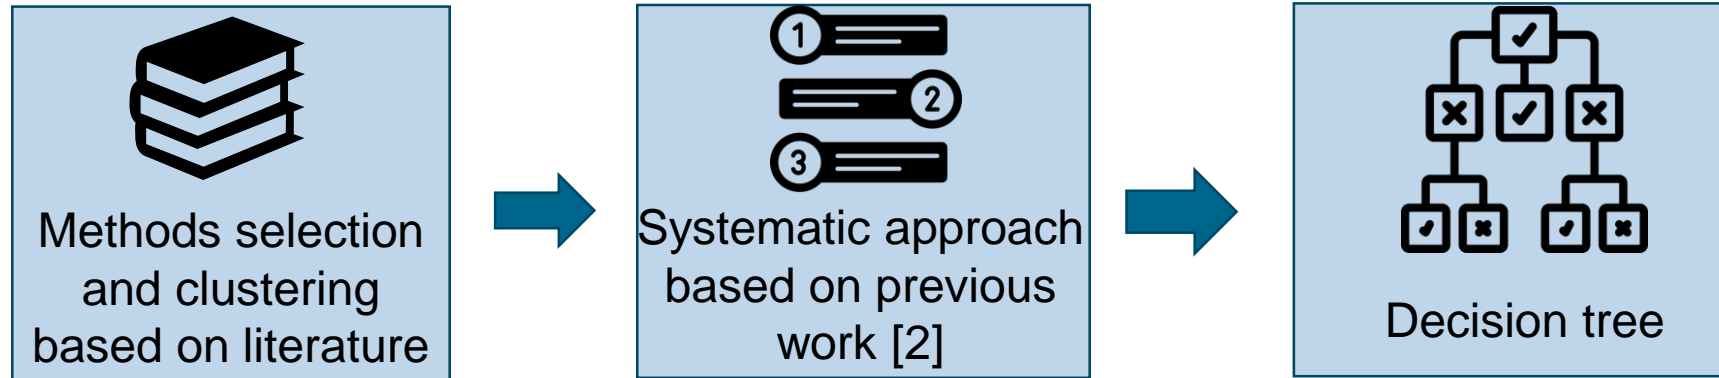 Methods selection
and clustering
based on literature
1
2
3
Systematic approach
based on previous
work [2]
Decision tree